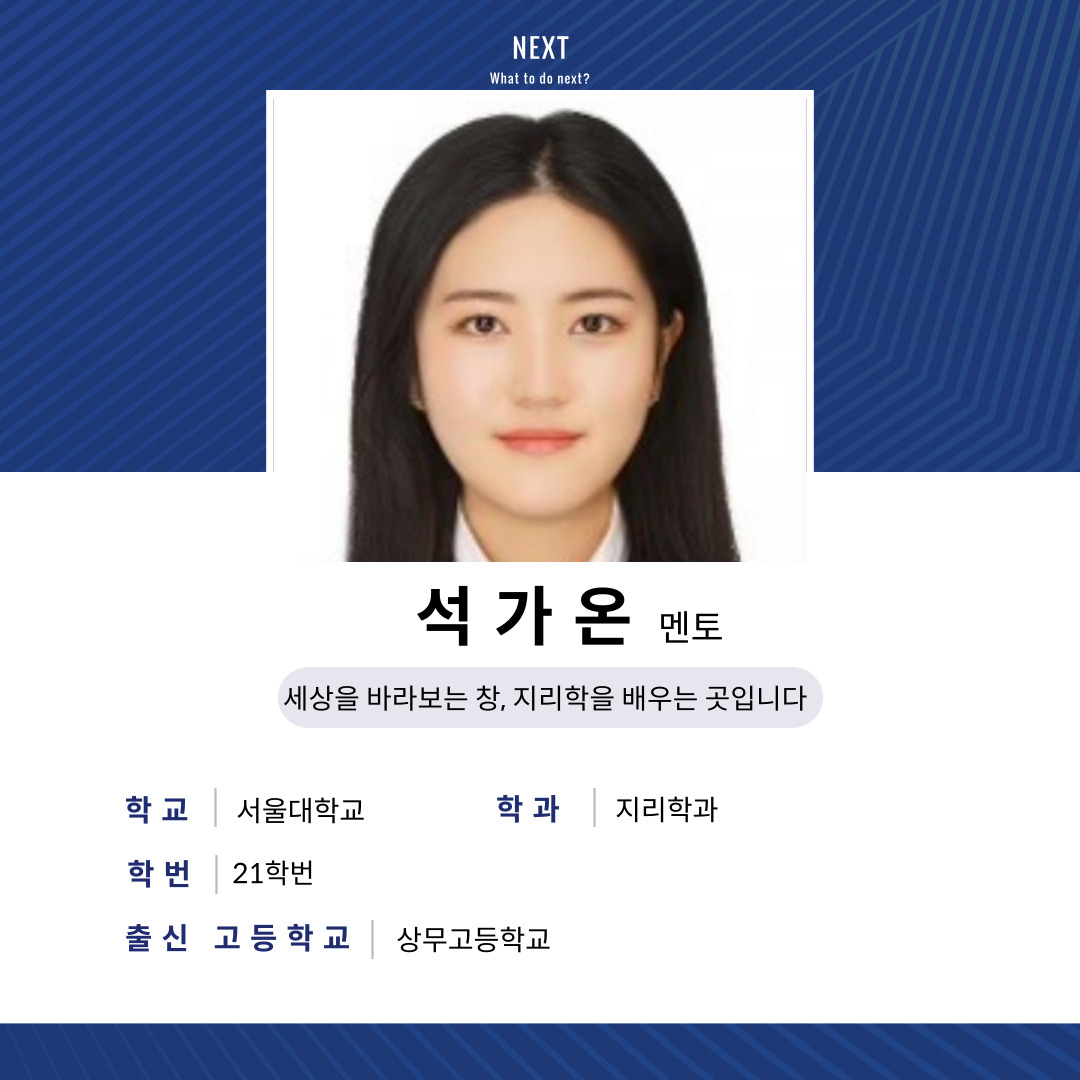 NEXT
What to do next?
석가온 멘토
세상을 바라보는 창, 지리학을 배우는 곳입니다
학교 서울대학교 학과 지리학과
학번 21학번
출신 고등학교 상무고등학교